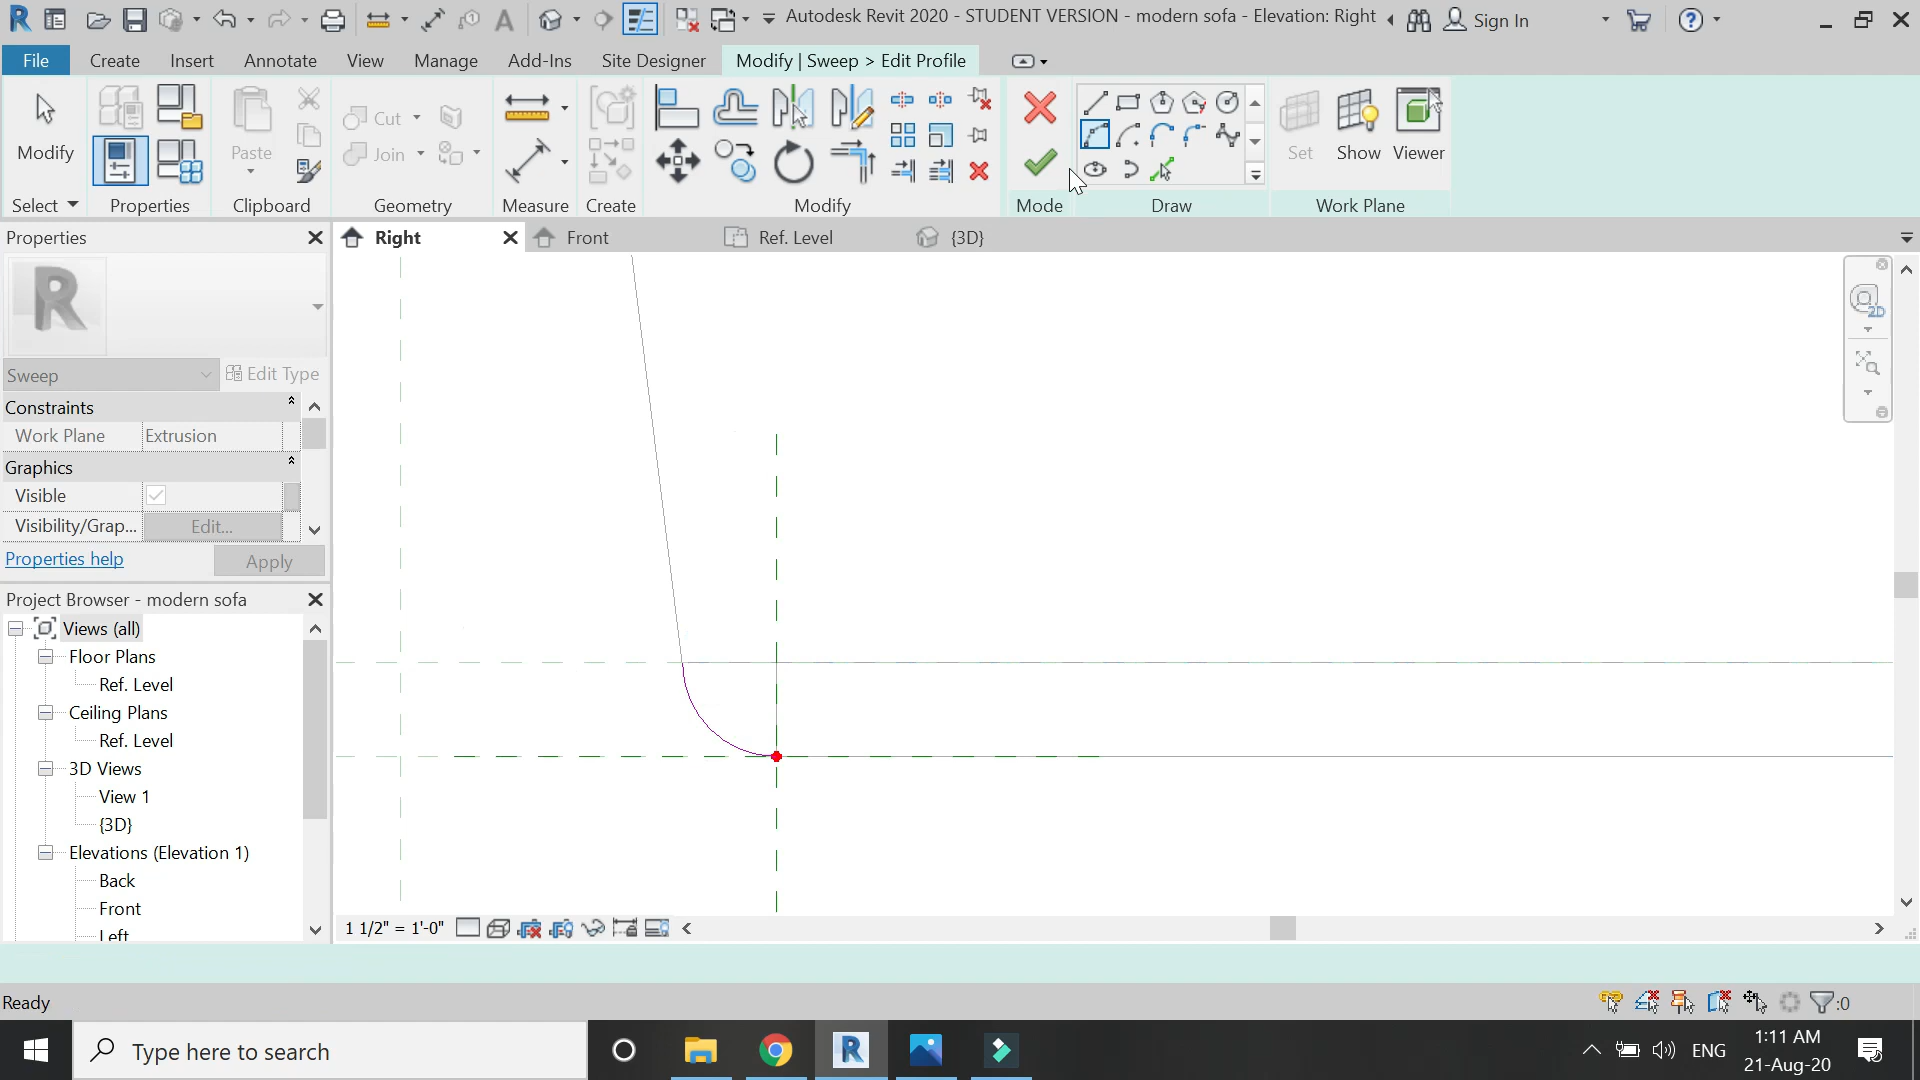 Autodesk Revit 2020 - STUDENT VERSION - modern sofa - Elevation: Right
Sign In
File Create Insert Annotate View Manage Add-Ins Site Designer Modify | Sweep > Edit Profile
Modify
Paste
Cut
Join
Set Show Viewer
Select Properties Clipboard Geometry Measure Create Modify Mode Draw Work Plane
Properties
Right
Front
Ref. Level
{3D}
2D
R
Sweep
Edit Type
Constraints
Work Plane Extrusion
Graphics
Visible
Visibility/Grap... Edit...
Properties help
Apply
Project Browser - modern sofa
Views (all)
Floor Plans
Ref. Level
Ceiling Plans
Ref. Level
3D Views
View 1
{3D}
Elevations (Elevation 1)
Back
Front
Left
1 1/2" = 1'-0"
Ready
:0
Type here to search
ENG
1:11 AM
21-Aug-20